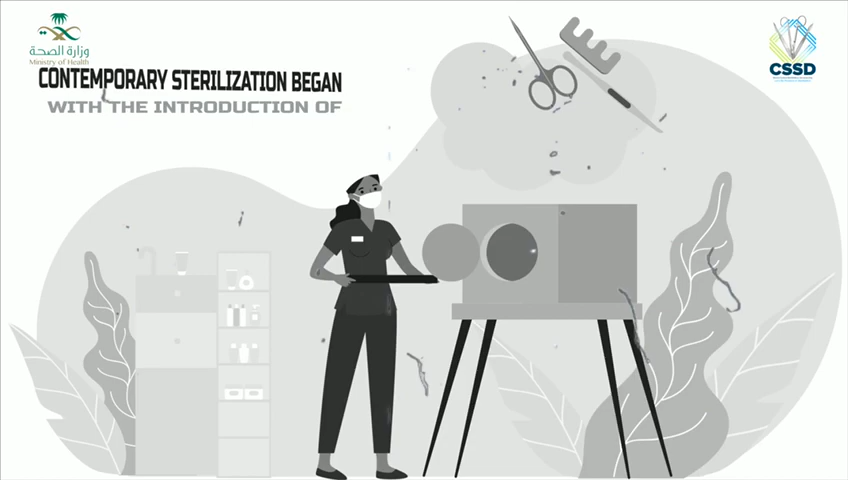 وزارة الصحة
Ministry of Health
CONTEMPORARY STERILIZATION BEGAN
WITH THE INTRODUCTION OF
CSSD